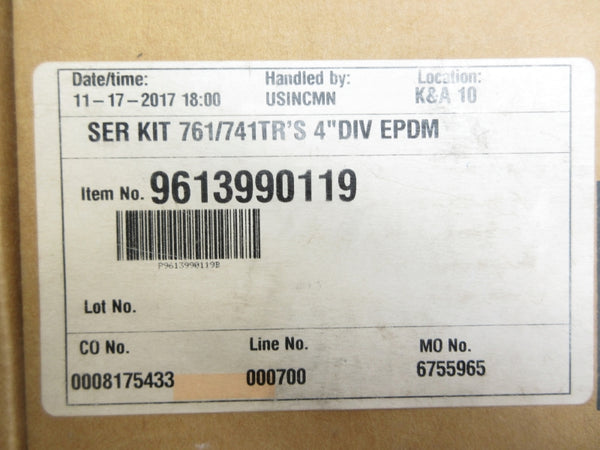 Date/time: Handled by: Location:
11-17-2017 18:00 USINCMN K&A 10
SER KIT 761/741TR'S 4"DIV EPDM
Item No. 9613990119
P9613990119B
Lot No.
CO No. Line No. MO No.
0008175433 000700 6755965